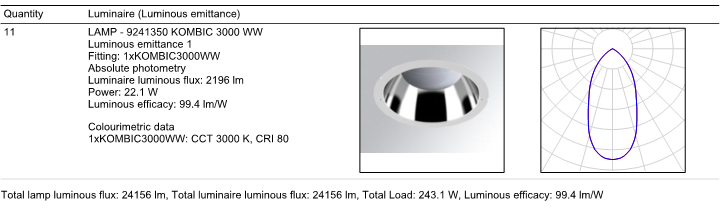 Quantity Luminaire (Luminous emittance)
11 LAMP - 9241350 KOMBIC 3000 WW
Luminous emittance 1
Fitting: 1xKOMBIC3000WW
Absolute photometry
Luminaire luminous flux: 2196 lm
Power: 22.1 W
Luminous efficacy: 99.4 lm/W
Colourimetric data
1xKOMBIC3000WW: CCT 3000 K, CRI 80
Total lamp luminous flux: 24156 lm, Total luminaire luminous flux: 24156 lm, Total Load: 243.1 W, Luminous efficacy: 99.4 lm/W